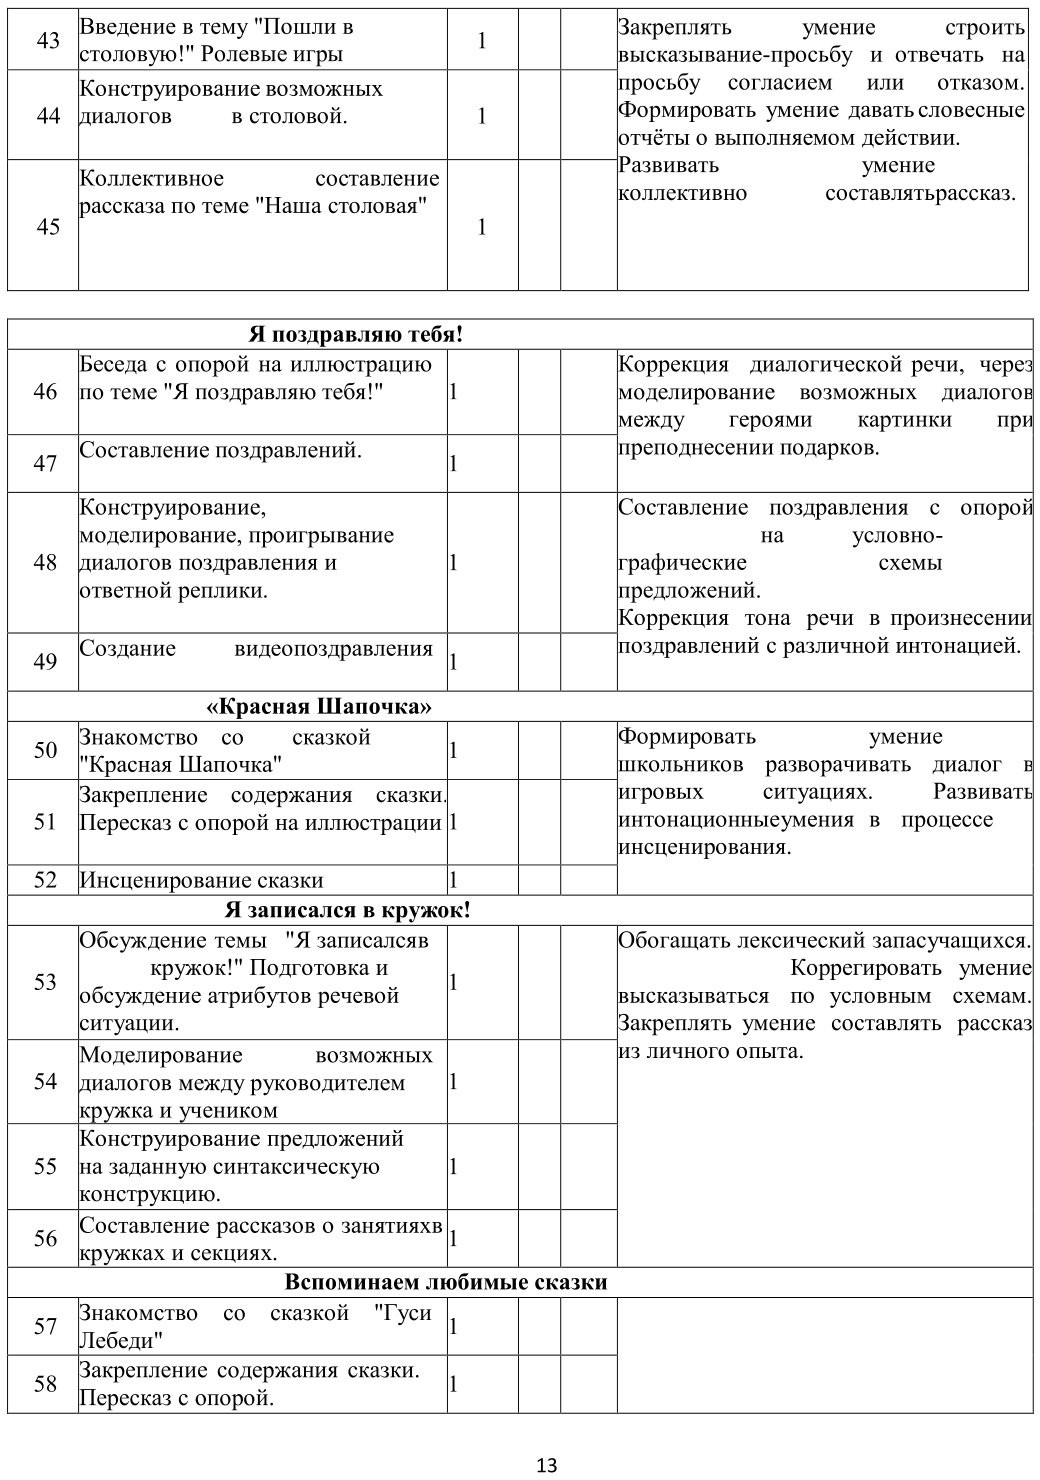 43
Введение в тему "Пошли в
столовую!" Ролевые игры
1
Закреплять умение строить
высказывание-просьбу и отвечать на
просьбу согласием или отказом.
Формировать умение давать словесные
отчёты о выполняемом действии.
Развивать умение
коллективно составлятьрассказ.
44
Конструирование возможных
диалогов в столовой.
1
45
Коллективное составление
рассказа по теме "Наша столовая"
1
Я поздравляю тебя!
46
Беседа с опорой на иллюстрацию
по теме "Я поздравляю тебя!"
1
Коррекция диалогической речи, через
моделирование возможных диалогов
между героями картинки при
преподнесении подарков.
47
Составление поздравлений.
1
48
Конструирование,
моделирование, проигрывание
диалогов поздравления и
ответной реплики.
1
Составление поздравления с опорой
на условно-
графические схемы
предложений.
Коррекция тона речи в произнесении
поздравлений с различной интонацией.
49
Создание видеопоздравления
1
«Красная Шапочка»
50
Знакомство со сказкой
"Красная Шапочка"
1
Формировать умение
школьников разворачивать диалог в
игровых ситуациях. Развивать
интонационныеумения в процессе
инсценирования.
51
Закрепление содержания сказки.
Пересказ с опорой на иллюстрации
1
52
Инсценирование сказки
1
Я записался в кружок!
53
Обсуждение темы "Я записалсяв
кружок!" Подготовка и
обсуждение атрибутов речевой
ситуации.
1
Обогащать лексический запасучащихся.
Коррегировать умение
высказываться по условным схемам.
Закреплять умение составлять рассказ
из личного опыта.
54
Моделирование возможных
диалогов между руководителем
кружка и учеником
1
55
Конструирование предложений
на заданную синтаксическую
конструкцию.
1
56
Составление рассказов о занятияхв
кружках и секциях.
1
Вспоминаем любимые сказки
57
Знакомство со сказкой "Гуси
Лебеди"
1
58
Закрепление содержания сказки.
Пересказ с опорой.
1
13